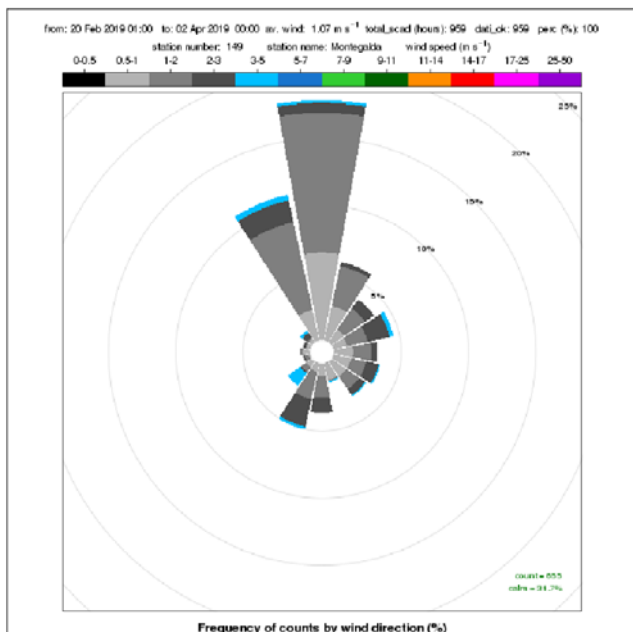 from: 20 Feb 2019 01:00 to: 02 Apr 2019 00:00 av. wind: 1.07 m s⁻¹ total_scad (hours): 959 dati_ok: 959 perc (%): 100
station number: 149 station name: Montegalda wind speed (m s⁻¹)
0-0.5 0.5-1 1-2 2-3 3-5 5-7 7-9 9-11 11-14 14-17 17-25 25-50
25%
20%
15%
10%
5%
calm = 31.7%
Frequency of counts by wind direction (%)